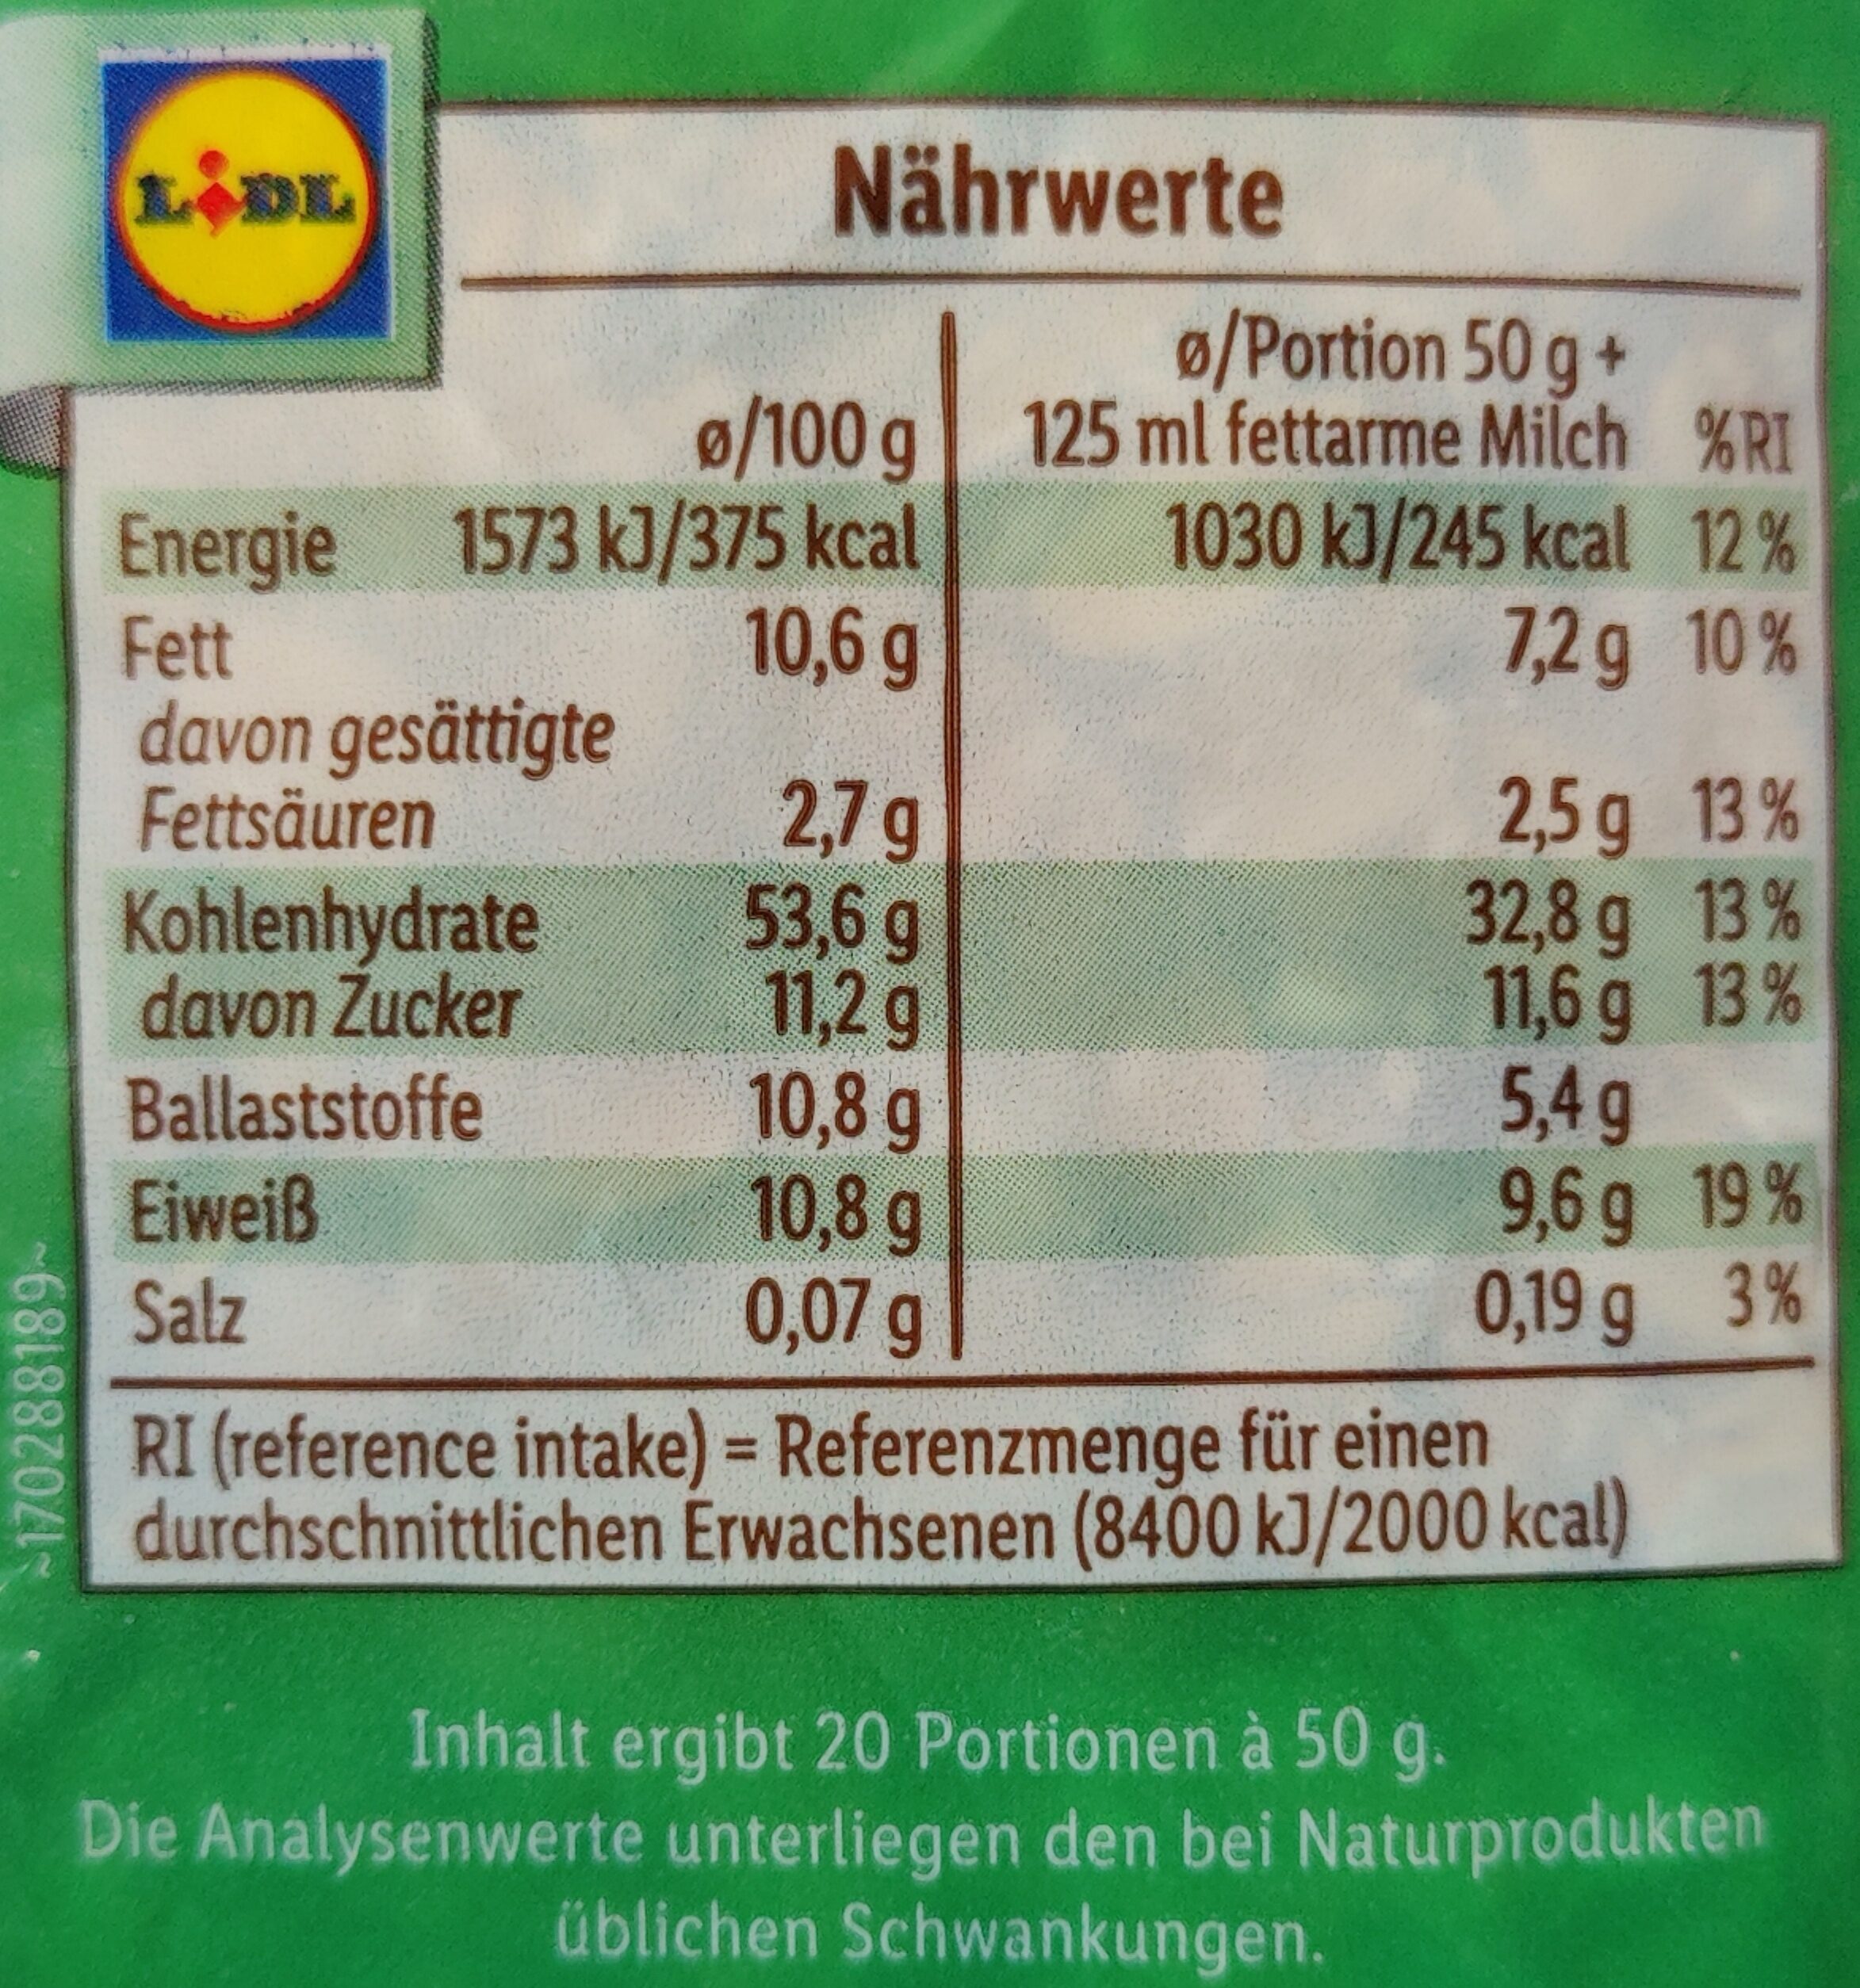 LIDL
Nährwerte
ø/Portion 50 g +
ø/100 g 125 ml fettarme Milch %RI
Energie 1573 kJ/375 kcal 1030 kJ/245 kcal 12 %
Fett 10,6 g 7,2 g 10 %
davon gesättigte
Fettsäuren 2,7 g 2,5 g 13 %
Kohlenhydrate 53,6 g 32,8 g 13 %
davon Zucker 11,2 g 11,6 g 13 %
Ballaststoffe 10,8 g 5,4 g
Eiweiß 10,8 g 9,6 g 19 %
Salz 0,07 g 0,19 g 3 %
RI (reference intake) = Referenzmenge für einen
durchschnittlichen Erwachsenen (8400 kJ/2000 kcal)
~170288189~
Inhalt ergibt 20 Portionen à 50 g.
Die Analysenwerte unterliegen den bei Naturprodukten
üblichen Schwankungen.